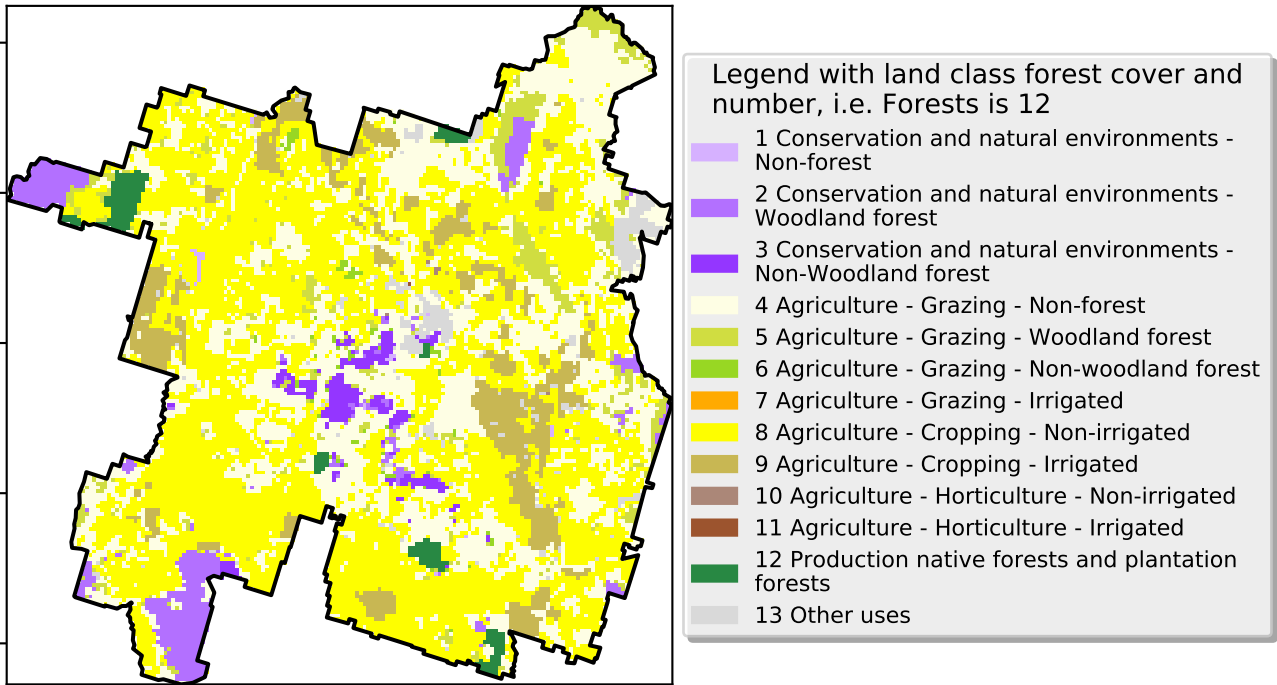 Legend with land class forest cover and
number, i.e. Forests is 12
1 Conservation and natural environments -
Non-forest
2 Conservation and natural environments -
Woodland forest
3 Conservation and natural environments -
Non-Woodland forest
4 Agriculture - Grazing - Non-forest
5 Agriculture - Grazing - Woodland forest
6 Agriculture - Grazing - Non-woodland forest
7 Agriculture - Grazing - Irrigated
8 Agriculture - Cropping - Non-irrigated
9 Agriculture - Cropping - Irrigated
10 Agriculture - Horticulture - Non-irrigated
11 Agriculture - Horticulture - Irrigated
12 Production native forests and plantation
forests
13 Other uses